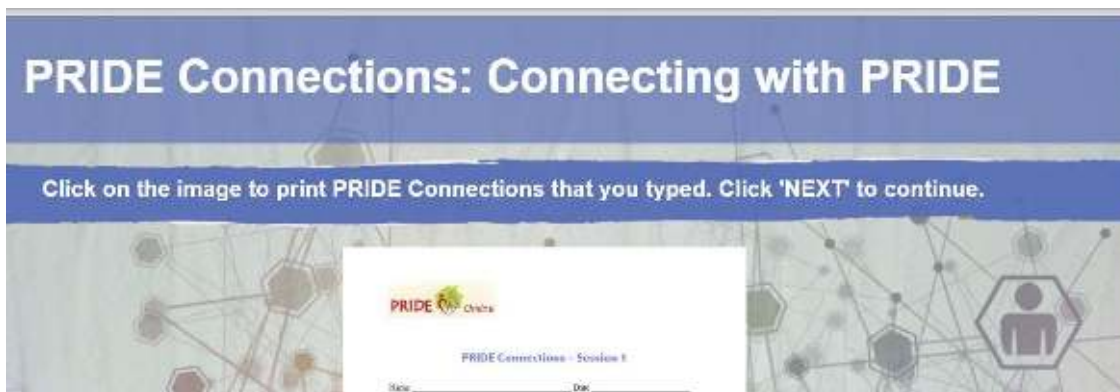 PRIDE Connections: Connecting with PRIDE
Click on the image to print PRIDE Connections that you typed. Click 'NEXT' to continue.
PRIDE Online
PRIDE Connections - Session 1
Name Date